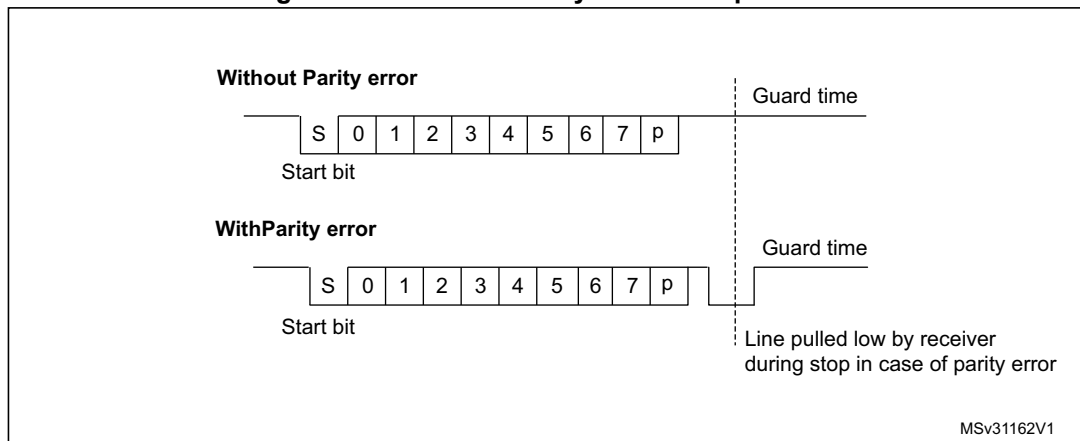 Without Parity error
Guard time
S 0 1 2 3 4 5 6 7 p
Start bit
WithParity error
Guard time
S 0 1 2 3 4 5 6 7 p
Start bit
Line pulled low by receiver
during stop in case of parity error
MSv31162V1